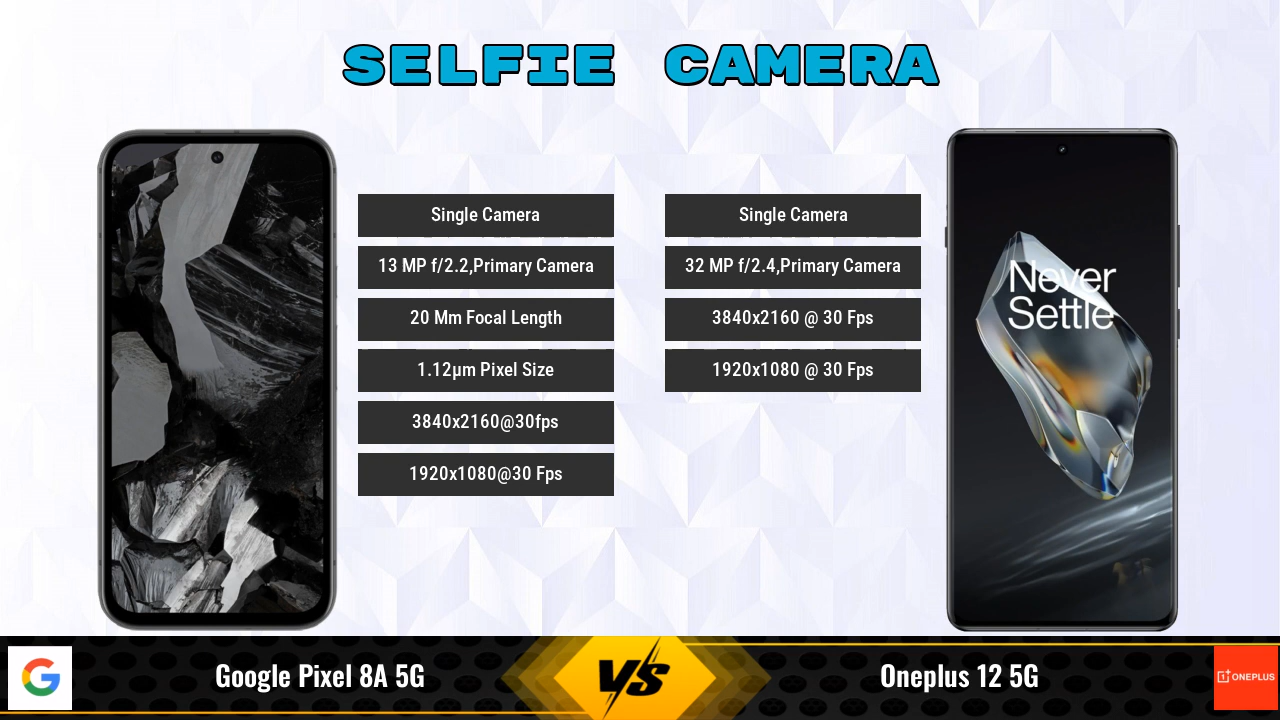 SELFIE CAMERA
Single Camera
13 MP f/2.2,Primary Camera
20 Mm Focal Length
1.12µm Pixel Size
3840x2160@30fps
1920x1080@30 Fps
Single Camera
32 MP f/2.4,Primary Camera
3840x2160 @ 30 Fps
1920x1080 @ 30 Fps
Never
Settle
Google Pixel 8A 5G
VS
Oneplus 12 5G
1+ ONEPLUS